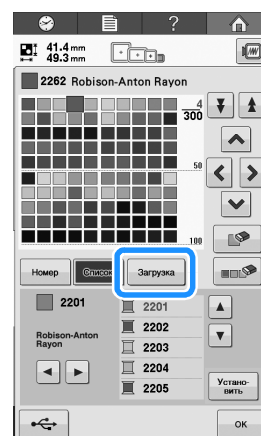 ?
41.4 mm
49.3 mm
2262 Robison-Anton Rayon
4
300
50
100
Номер
Список
Загрузка
2201
Robison-Anton
Rayon
2201
2202
2203
2204
2205
Устано-
вить
OK